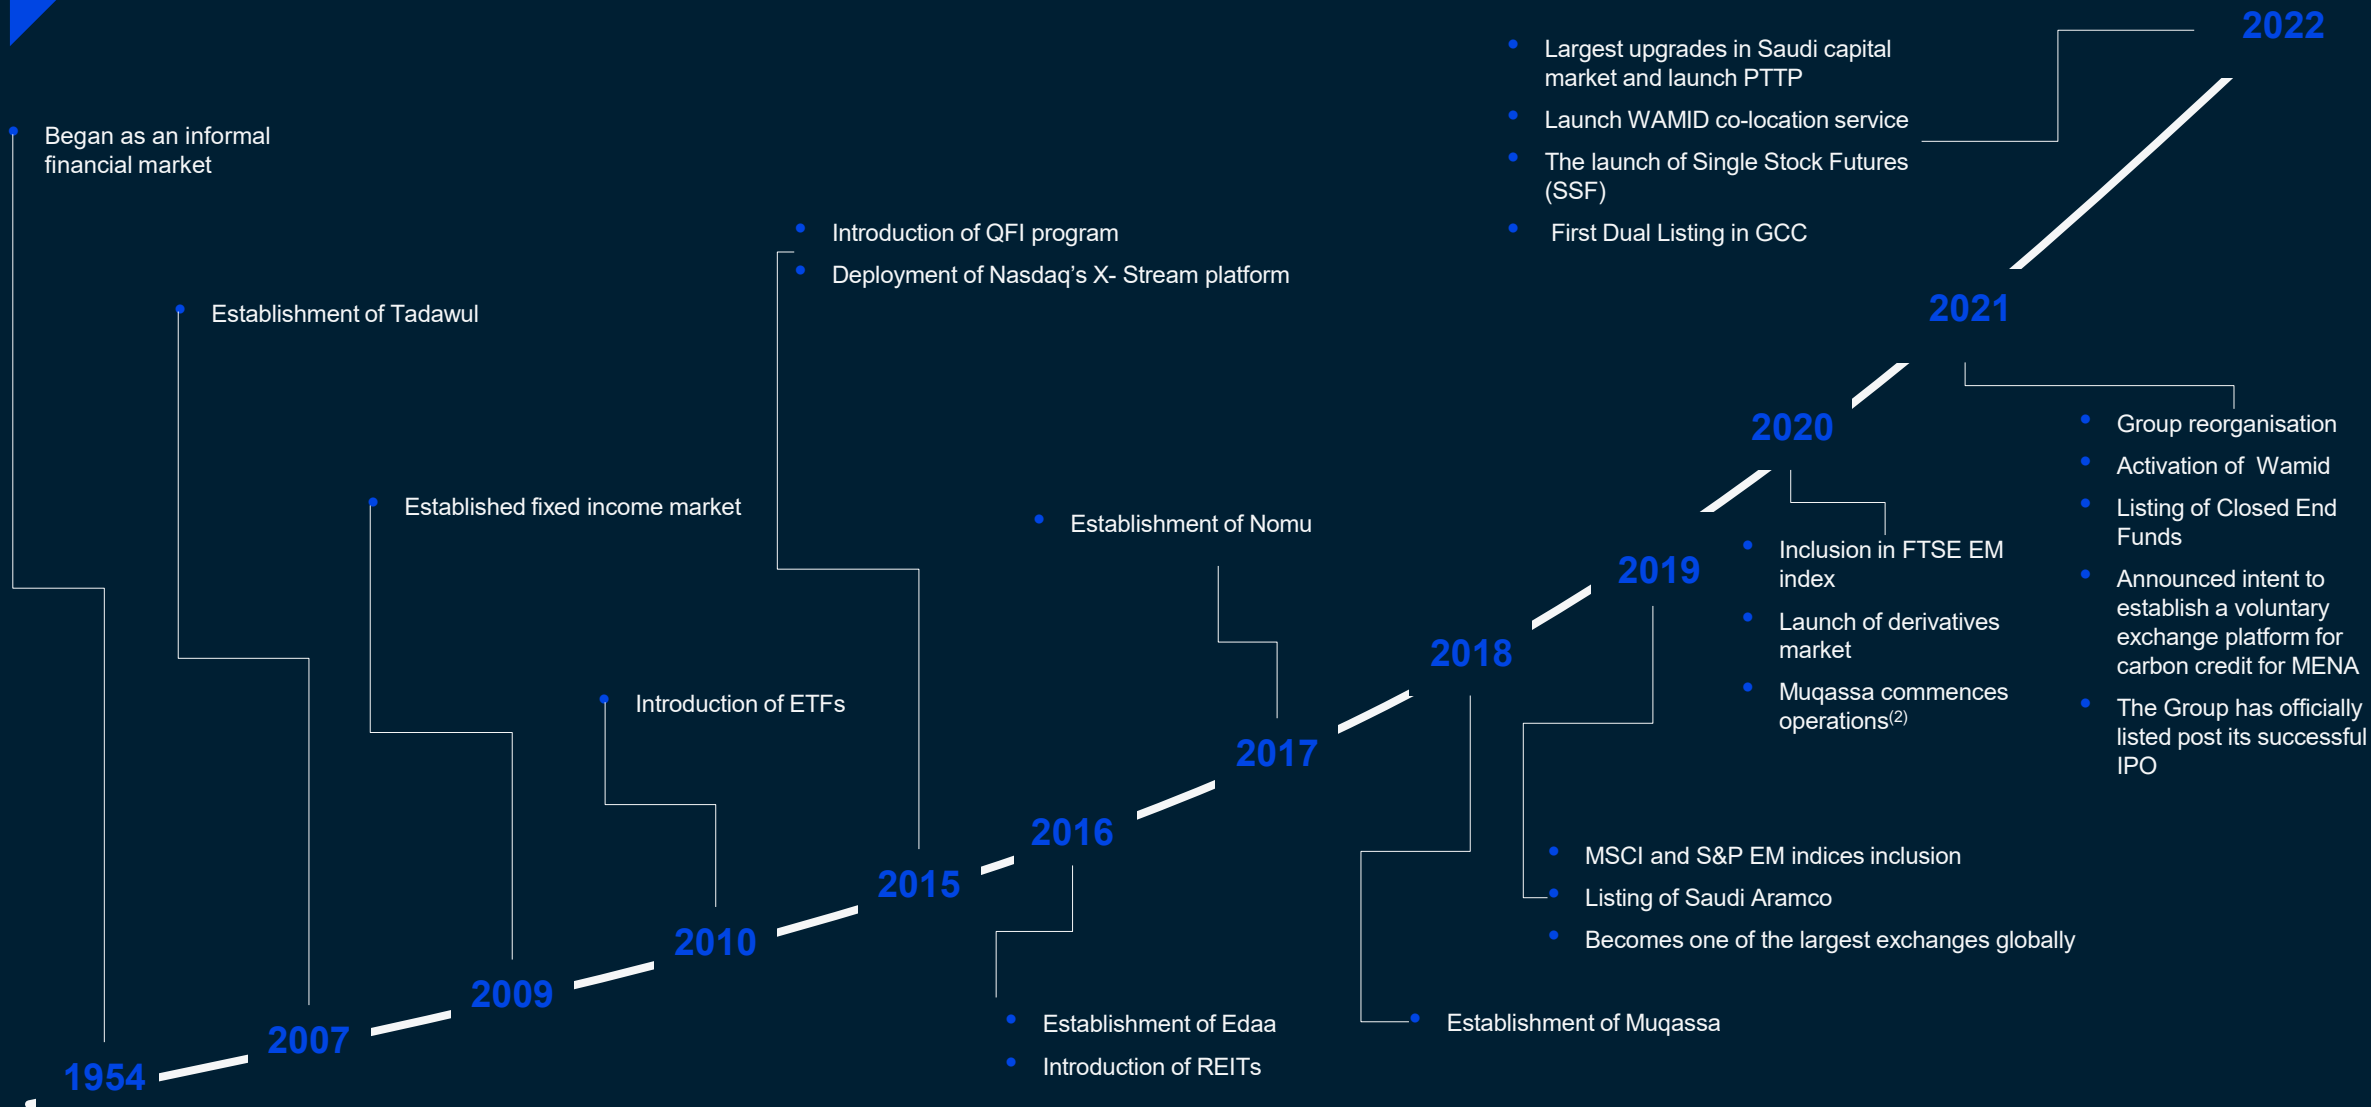 1954
Began as an informal
financial market
2007
Establishment of Tadawul
2009
Established fixed income market
2010
Introduction of ETFs
2015
Introduction of QFI program
Deployment of Nasdaq’s X- Stream platform
2016
Establishment of Edaa
Introduction of REITs
2017
Establishment of Nomu
2018
Establishment of Muqassa
2019
MSCI and S&P EM indices inclusion
Listing of Saudi Aramco
Becomes one of the largest exchanges globally
2020
Inclusion in FTSE EM
index
Launch of derivatives
market
Muqassa commences
operations(2)
2021
Group reorganisation
Activation of  Wamid
Listing of Closed End
Funds
Announced intent to
establish a voluntary
exchange platform for
carbon credit for MENA
The Group has officially
listed post its successful
IPO
2022
Largest upgrades in Saudi capital
market and launch PTTP
Launch WAMID co-location service
The launch of Single Stock Futures
(SSF)
First Dual Listing in GCC